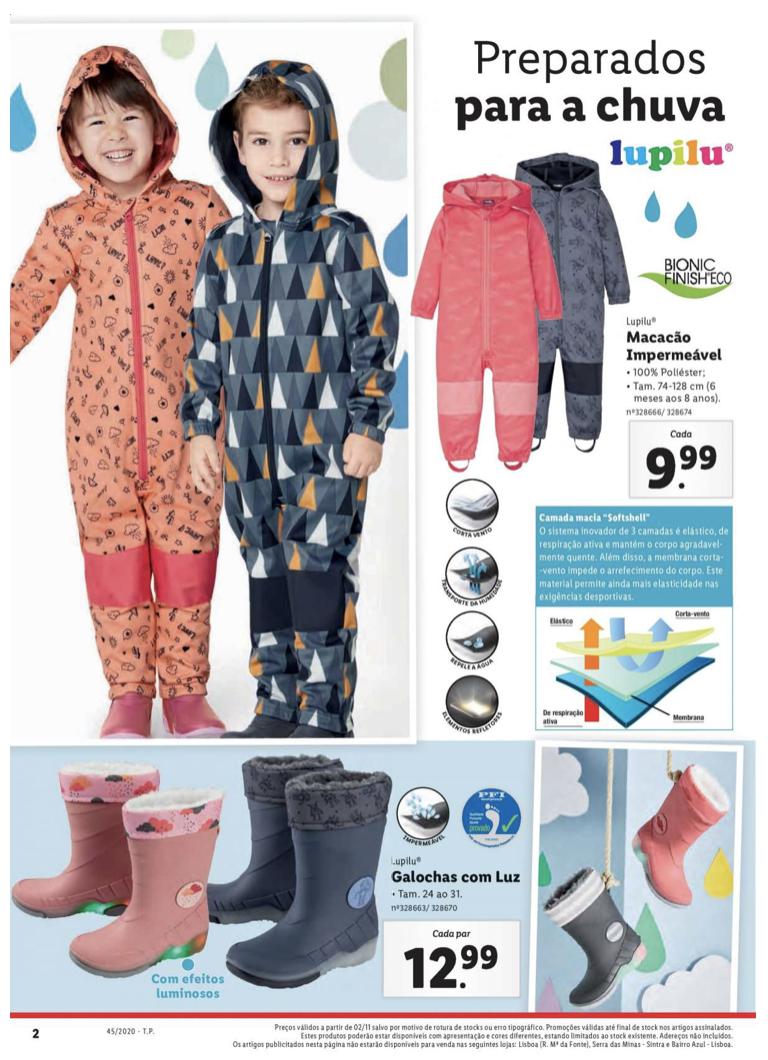 Preparados
para a chuva
lupilu®
BIONIC
FINISH®ECO
Lupilu®
Macacão
Impermeável
• 100% Poliéster;
• Tam. 74-128 cm (6
meses aos 8 anos).
nº328666/ 328674
Cada
9.99
CORTA VENTO
TRANSPORTE DA HUMIDADE
REPELE A ÁGUA
ELEMENTOS REFLETORES
Camada macia "Softshell"
O sistema inovador de 3 camadas é elástico, de
respiração ativa e mantém o corpo agradavel-
mente quente. Além disso, a membrana corta-
-vento impede o arrefecimento do corpo. Este
material permite ainda mais elasticidade nas
exigências desportivas.
Elástico
Corta-vento
De respiração
ativa
Membrana
IMPERMEÁVEL
PFI
provado
Lupilu®
Galochas com Luz
• Tam. 24 ao 31.
nº328663/ 328670
Cada par
12.99
Com efeitos
luminosos
2
45/2020 - T.P.
Preços válidos a partir de 02/11 salvo por motivo de rotura de stocks ou erro tipográfico. Promoções válidas até final de stock nos artigos assinalados.
Estes produtos poderão estar disponíveis com apresentação e cores diferentes, estando limitados ao stock existente. Adereços não incluídos.
Os artigos publicitados nesta página não estarão disponíveis para venda nas seguintes lojas: Lisboa (R. Mª da Fonte), Serra das Minas - Sintra e Bairro Azul - Lisboa.